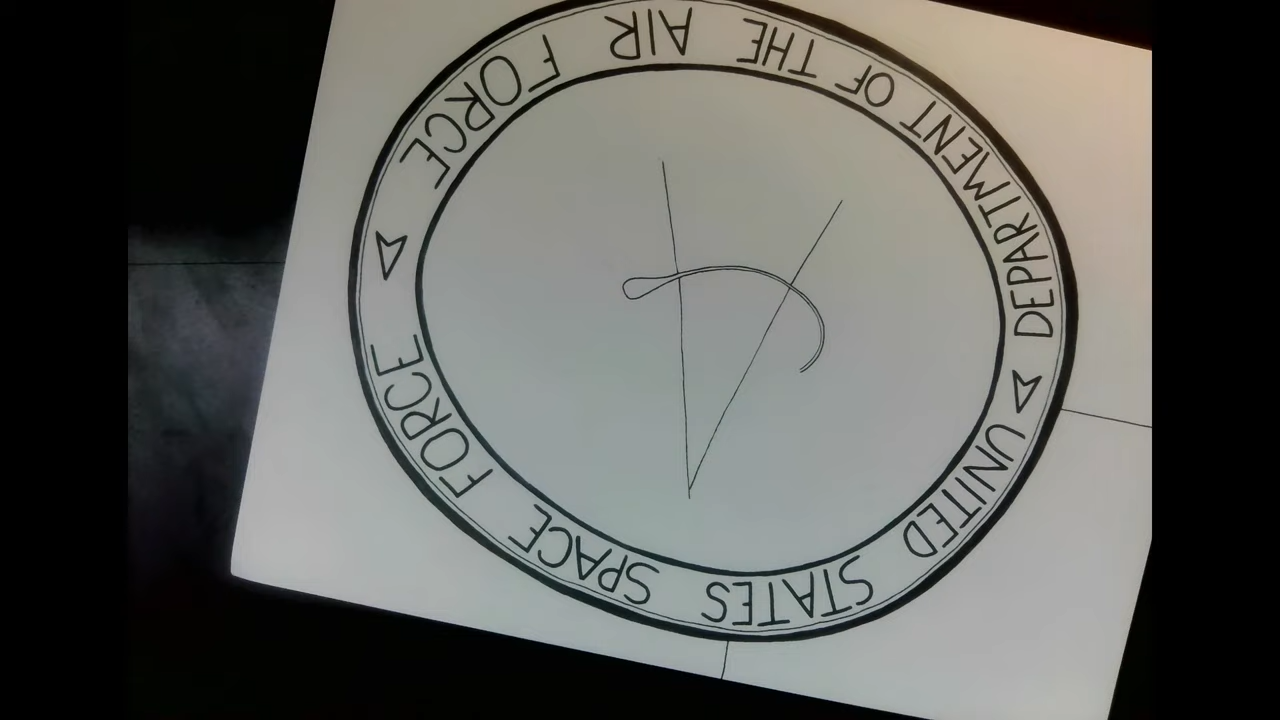 UNITED STATES SPACE FORCE
DEPARTMENT OF THE AIR FORCE